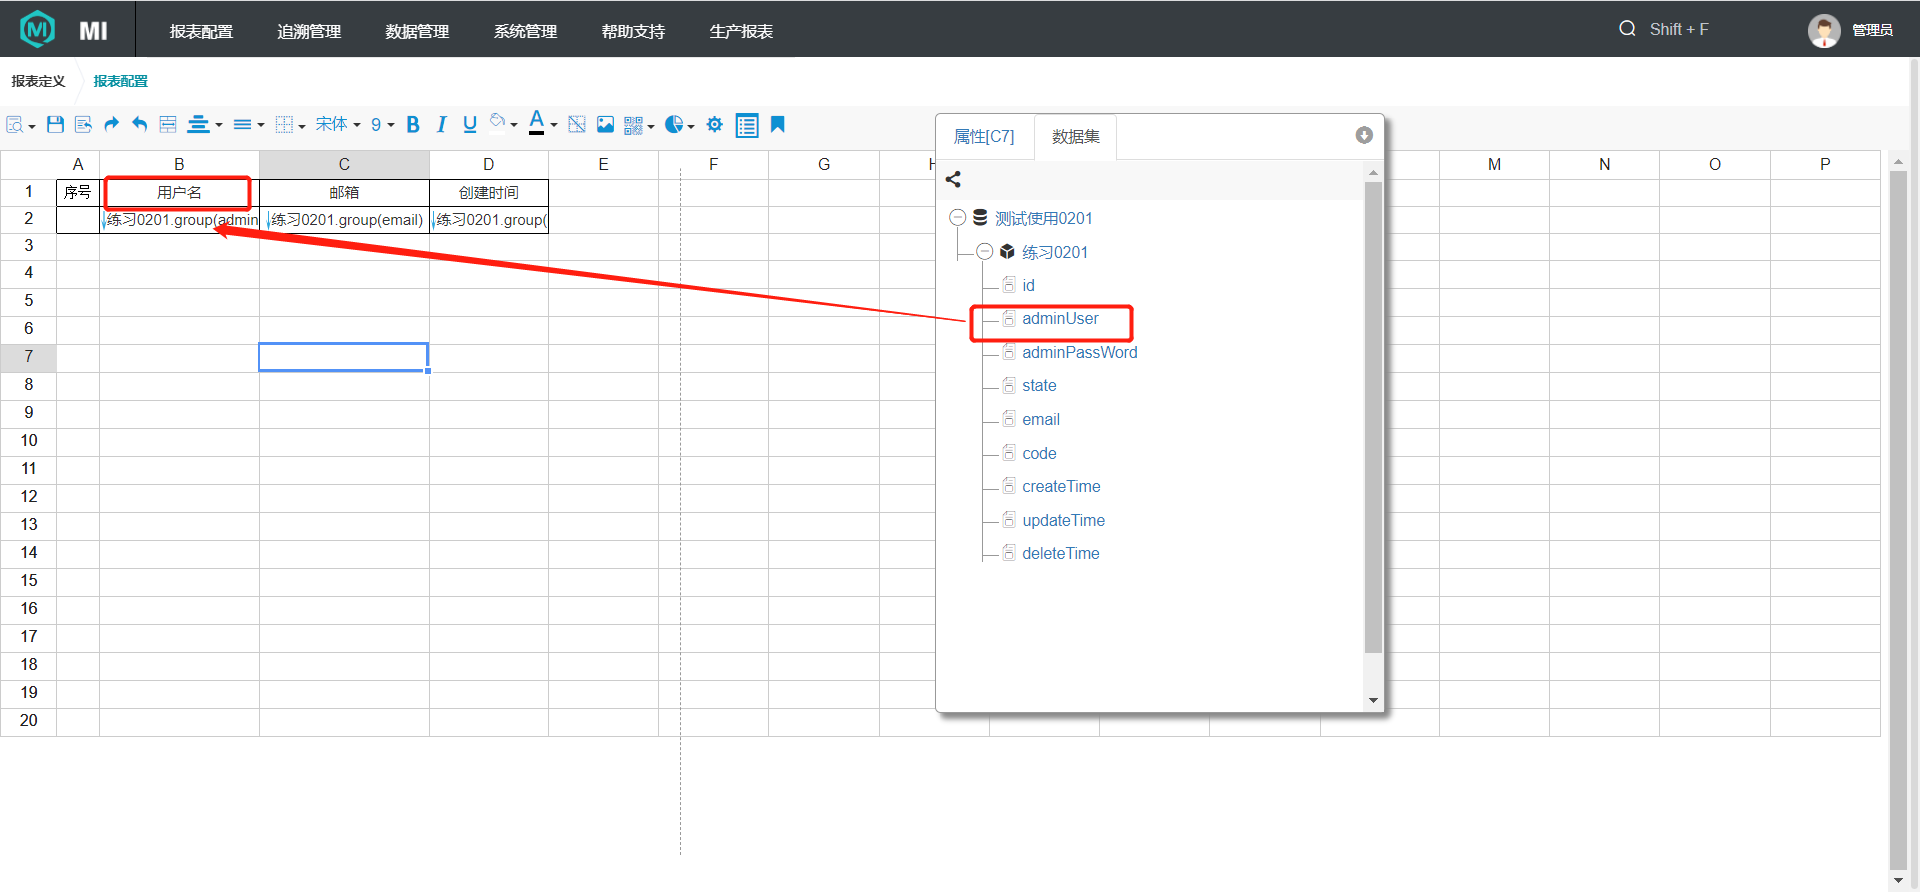 MI 报表配置 追溯管理 数据管理 系统管理 帮助支持 生产报表 Shift + F 管理员
报表定义 报表配置
宋体 9 B I U A
属性[C7] 数据集
A B C D E F G H M N O P
1 序号 用户名 邮箱 创建时间
2 练习0201.group(admin 练习0201.group(email) 练习0201.group(
3
4
5
6
7
8
9
10
11
12
13
14
15
16
17
18
19
20
测试使用0201
练习0201
id
adminUser
adminPassWord
state
email
code
createTime
updateTime
deleteTime